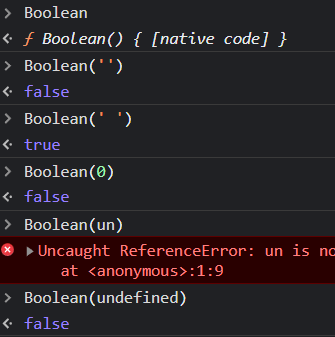 Boolean
ƒ Boolean() { [native code] }
Boolean('')
false
Boolean(' ')
true
Boolean(0)
false
Boolean(un)
Uncaught ReferenceError: un is
at <anonymous>:1:9
Boolean(undefined)
false